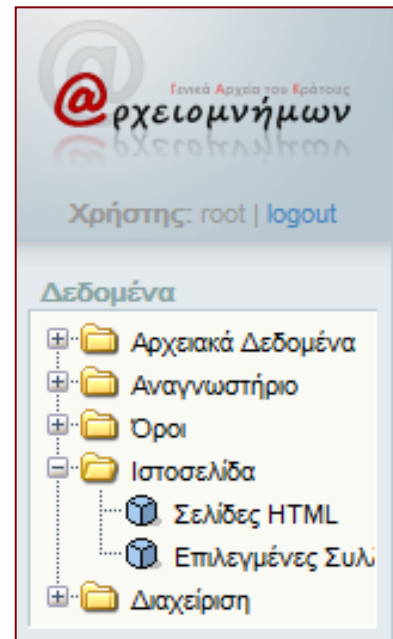 Γενικά Αρχεία του Κράτους
@ρχειομνήμων
Χρήστης: root | logout
Δεδομένα
Αρχειακά Δεδομένα
Αναγνωστήριο
Όροι
Ιστοσελίδα
Σελίδες HTML
Επιλεγμένες Συλ
Διαχείριση